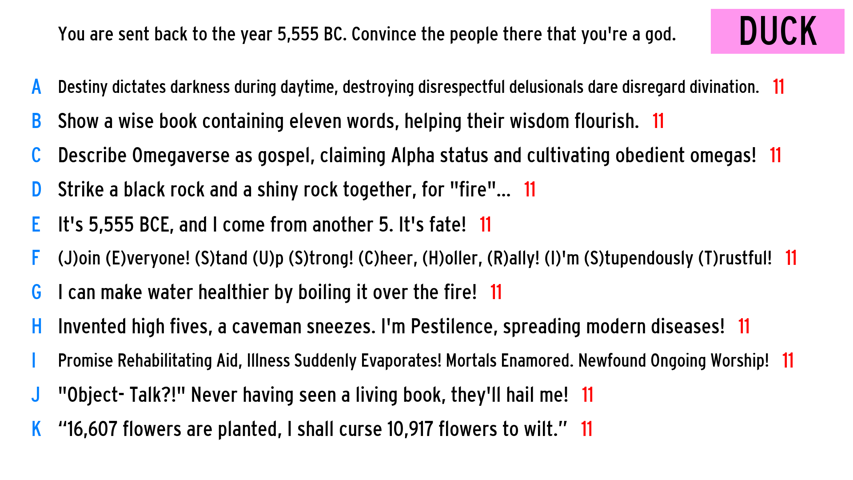 You are sent back to the year 5,555 BC. Convince the people there that you're a god.
DUCK
A Destiny dictates darkness during daytime, destroying disrespectful delusionals dare disregard divination. 11
B Show a wise book containing eleven words, helping their wisdom flourish. 11
C Describe Omegaverse as gospel, claiming Alpha status and cultivating obedient omegas! 11
D Strike a black rock and a shiny rock together, for "fire"... 11
E It's 5,555 BCE, and I come from another 5. It's fate! 11
F (J)oin (E)veryone! (S)tand (U)p (S)trong! (C)heer, (H)oller, (R)ally! (I)'m (S)tupendously (T)rustful! 11
G I can make water healthier by boiling it over the fire! 11
H Invented high fives, a caveman sneezes. I'm Pestilence, spreading modern diseases! 11
I Promise Rehabilitating Aid, Illness Suddenly Evaporates! Mortals Enamored. Newfound Ongoing Worship! 11
J "Object- Talk?!" Never having seen a living book, they'll hail me! 11
K “16,607 flowers are planted, I shall curse 10,917 flowers to wilt.” 11